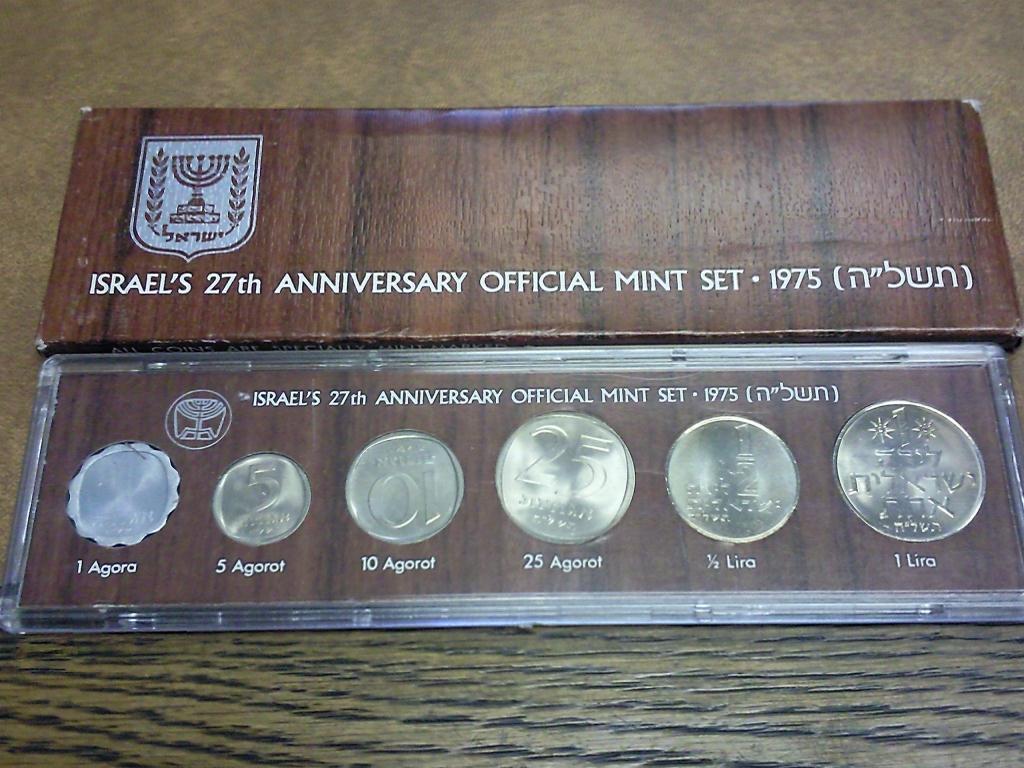 ישראל
ISRAEL'S 27th ANNIVERSARY OFFICIAL MINT SET • 1975 (תשל״ה)
ISRAEL'S 27th ANNIVERSARY OFFICIAL MINT SET • 1975 (תשל״ה)
5
10
25
1
1
לירה
ישראלית
אחת
תשל״ה
1 Agora
5 Agorot
10 Agorot
25 Agorot
½ Lira
1 Lira